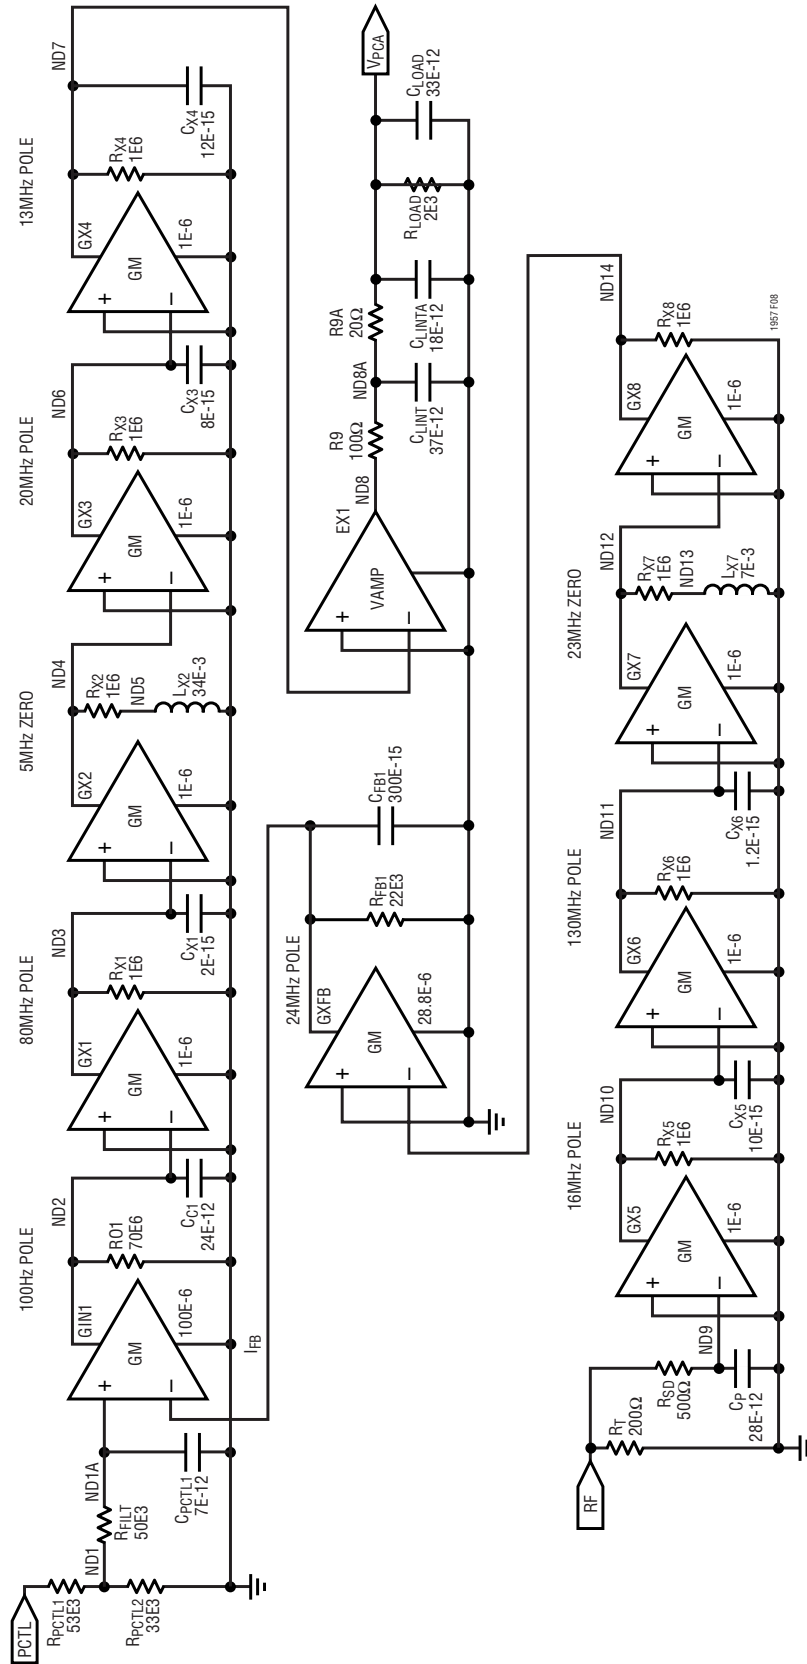 PCTL
RPCTL1
53E3
ND1
RPCTL2
33E3
RFILT
50E3
ND1A
CPCTL1
7E-12
100Hz POLE
GIN1
GM
100E-6
IFB
ND2
RO1
70E6
CC1
24E-12
80MHz POLE
GX1
GM
1E-6
ND3
RX1
1E6
CX1
2E-15
5MHz ZERO
GX2
GM
1E-6
ND4
RX2
1E6
ND5
LX2
34E-3
20MHz POLE
GX3
GM
1E-6
ND6
RX3
1E6
CX3
8E-15
13MHz POLE
GX4
GM
1E-6
ND7
RX4
1E6
CX4
12E-15
24MHz POLE
GXFB
GM
28.8E-6
RFB1
22E3
CFB1
300E-15
EX1
VAMP
ND8
R9
100Ω
ND8A
CLINT
37E-12
R9A
20Ω
CLINTA
18E-12
RLOAD
2E3
CLOAD
33E-12
VPCA
RF
RT
200Ω
RSD
500Ω
CP
28E-12
ND9
16MHz POLE
GX5
GM
1E-6
ND10
RX5
1E6
CX5
10E-15
130MHz POLE
GX6
GM
1E-6
ND11
RX6
1E6
CX6
1.2E-15
23MHz ZERO
GX7
GM
1E-6
ND12
RX7
1E6
ND13
LX7
7E-3
GX8
GM
1E-6
ND14
RX8
1E6
1957 F08
+
–
+
–
+
–
+
–
+
–
+
–
+
–
+
–
+
–
+
–
+
–